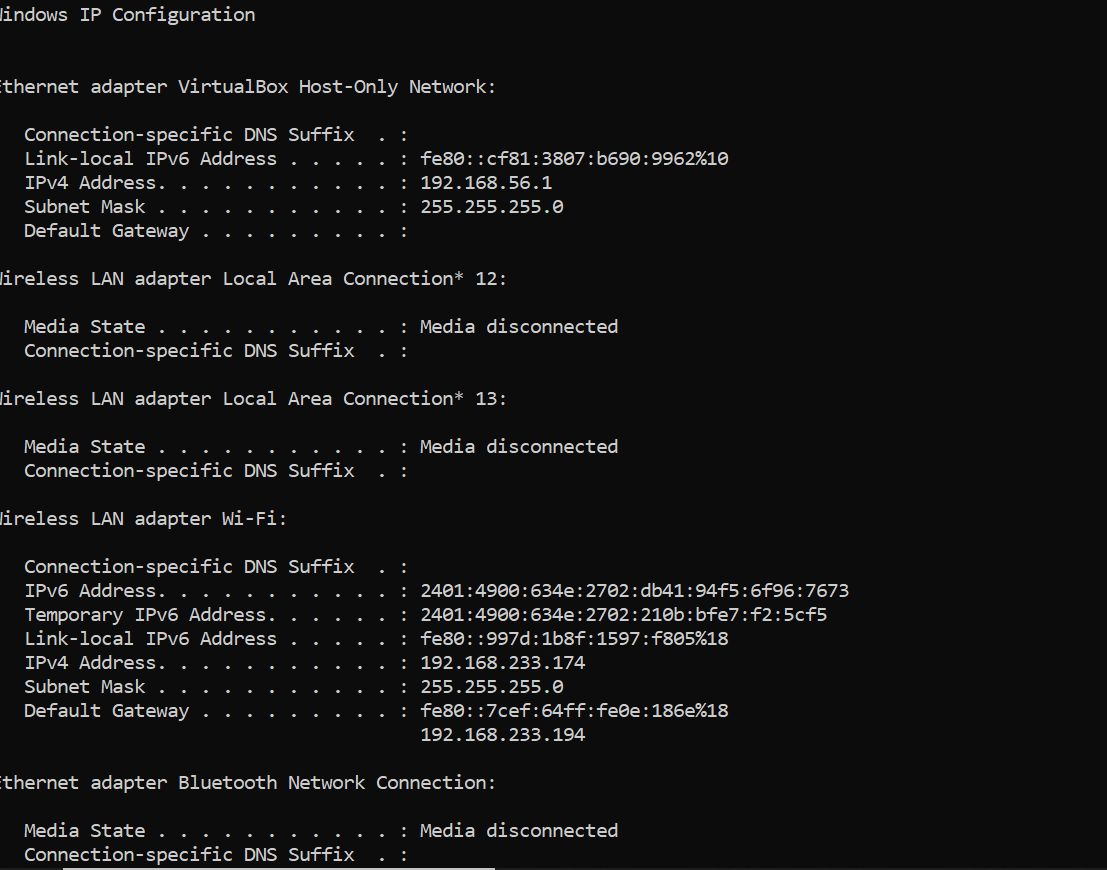 Windows IP Configuration
Ethernet adapter VirtualBox Host-Only Network:
Connection-specific DNS Suffix  . :
Link-local IPv6 Address . . . . . : fe80::cf81:3807:b690:9962%10
IPv4 Address. . . . . . . . . . . : 192.168.56.1
Subnet Mask . . . . . . . . . . . : 255.255.255.0
Default Gateway . . . . . . . . . :
Wireless LAN adapter Local Area Connection* 12:
Media State . . . . . . . . . . . : Media disconnected
Connection-specific DNS Suffix  . :
Wireless LAN adapter Local Area Connection* 13:
Media State . . . . . . . . . . . : Media disconnected
Connection-specific DNS Suffix  . :
Wireless LAN adapter Wi-Fi:
Connection-specific DNS Suffix  . :
IPv6 Address. . . . . . . . . . . : 2401:4900:634e:2702:db41:94f5:6f96:7673
Temporary IPv6 Address. . . . . . : 2401:4900:634e:2702:210b:bfe7:f2:5cf5
Link-local IPv6 Address . . . . . : fe80::997d:1b8f:1597:f805%18
IPv4 Address. . . . . . . . . . . : 192.168.233.174
Subnet Mask . . . . . . . . . . . : 255.255.255.0
Default Gateway . . . . . . . . . : fe80::7cef:64ff:fe0e:186e%18
192.168.233.194
Ethernet adapter Bluetooth Network Connection:
Media State . . . . . . . . . . . : Media disconnected
Connection-specific DNS Suffix  . :